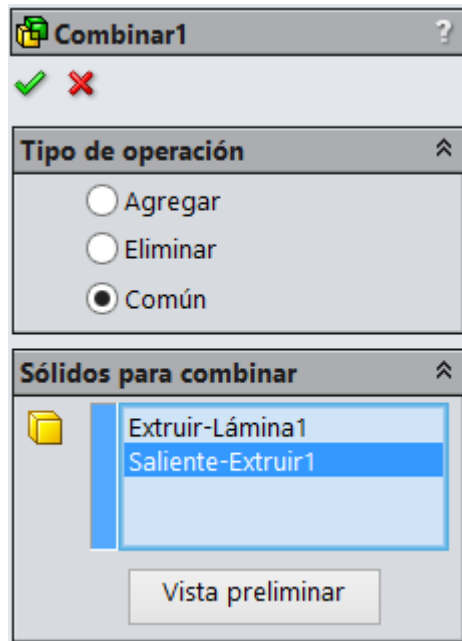 Combinar1 ?
Tipo de operación
Agregar
Eliminar
Común
Sólidos para combinar
Extruir-Lámina1
Saliente-Extruir1
Vista preliminar